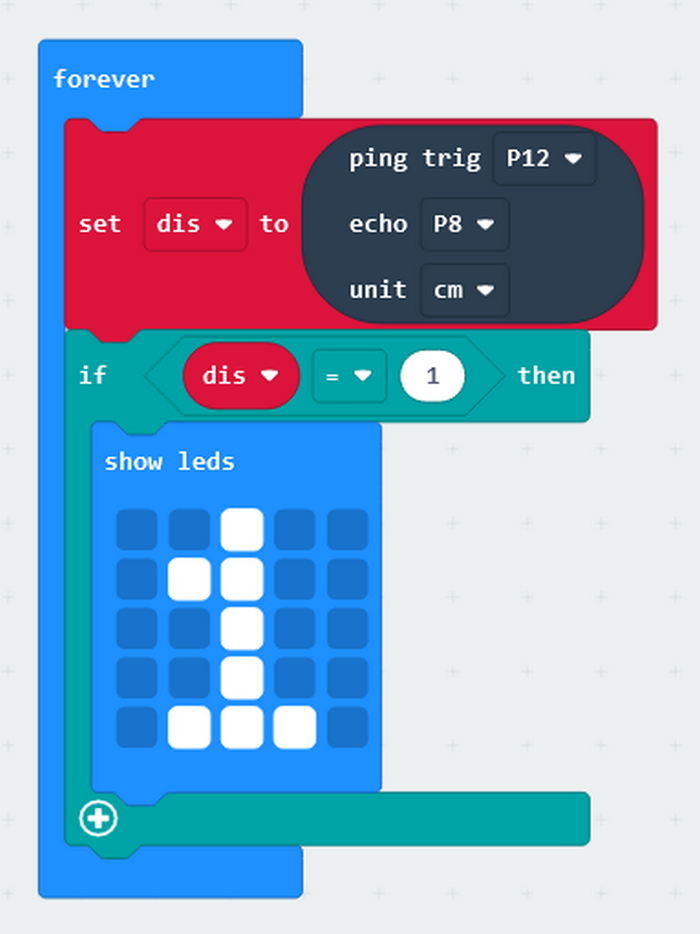 forever
ping trig P12
set dis to echo P8
unit cm
if dis = 1 then
show leds